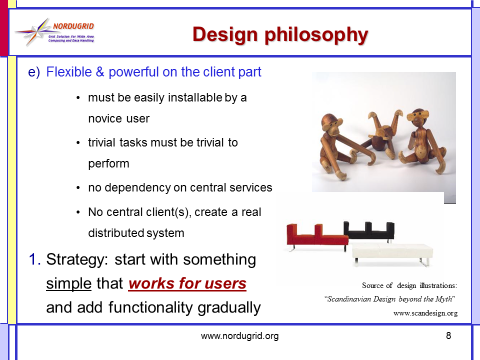 NORDUGRID
Grid Solution For Wide Area
Computing and Data Handling
Design philosophy
e) Flexible & powerful on the client part
• must be easily installable by a
novice user
• trivial tasks must be trivial to
perform
• no dependency on central services
• No central client(s), create a real
distributed system
1. Strategy: start with something
simple that works for users
and add functionality gradually
Source of design illustrations:
"Scandinavian Design beyond the Myth"
www.scandesign.org
www.nordugrid.org
8